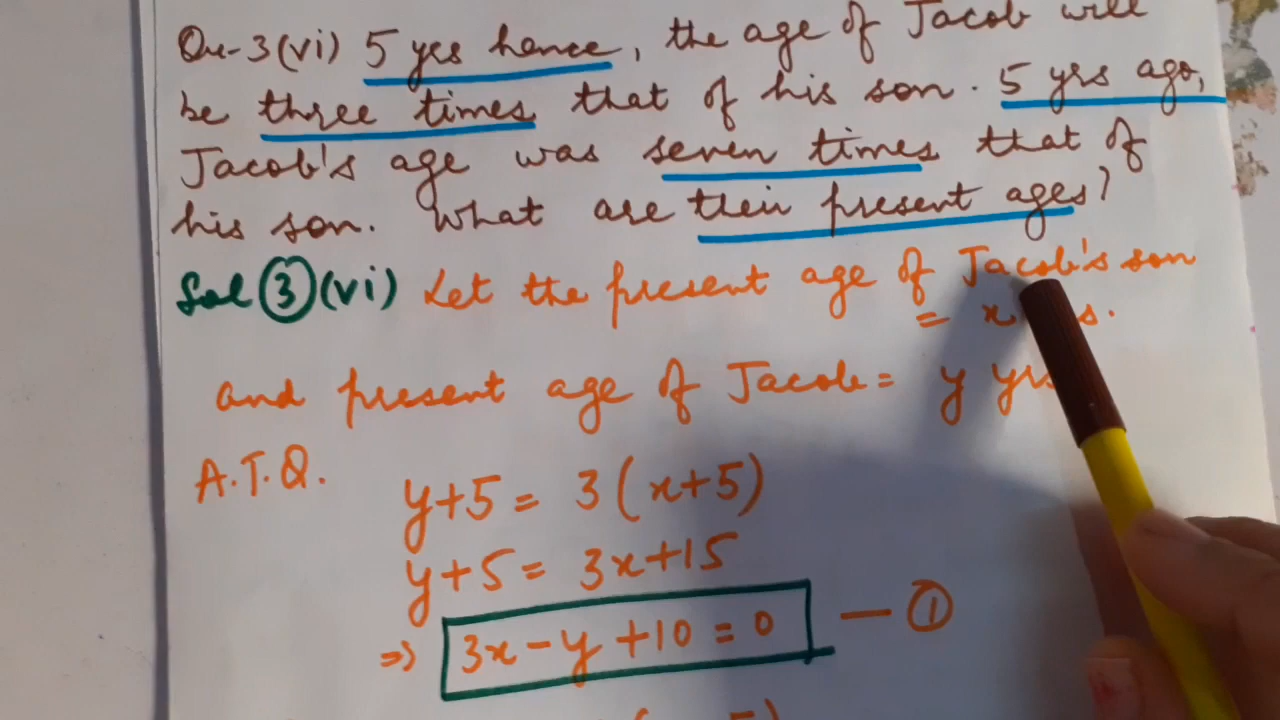 Qu-3(vi) 5 yrs hence, the age of Jacob will
be three times that of his son. 5 yrs ago,
Jacob's age was seven times that of
his son. What are their present ages?
Sol ③(vi) Let the present age of Jacob's son
= x s.
and present age of Jacob = y yrs
A.T.Q.
y+5 = 3(x+5)
y+5 = 3x+15
⇒ 3x-y+10=0 — ①